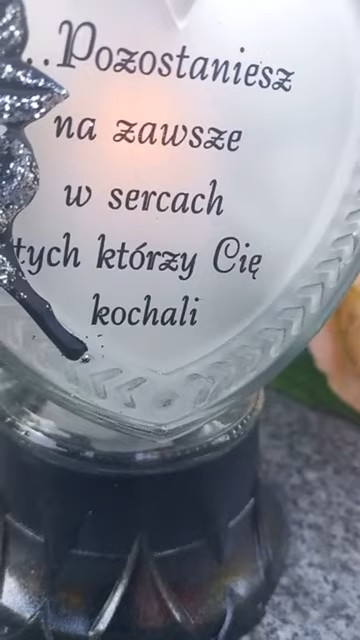 ...Pozostaniesz
na zawsze
w sercach
tych którzy Cię
kochali